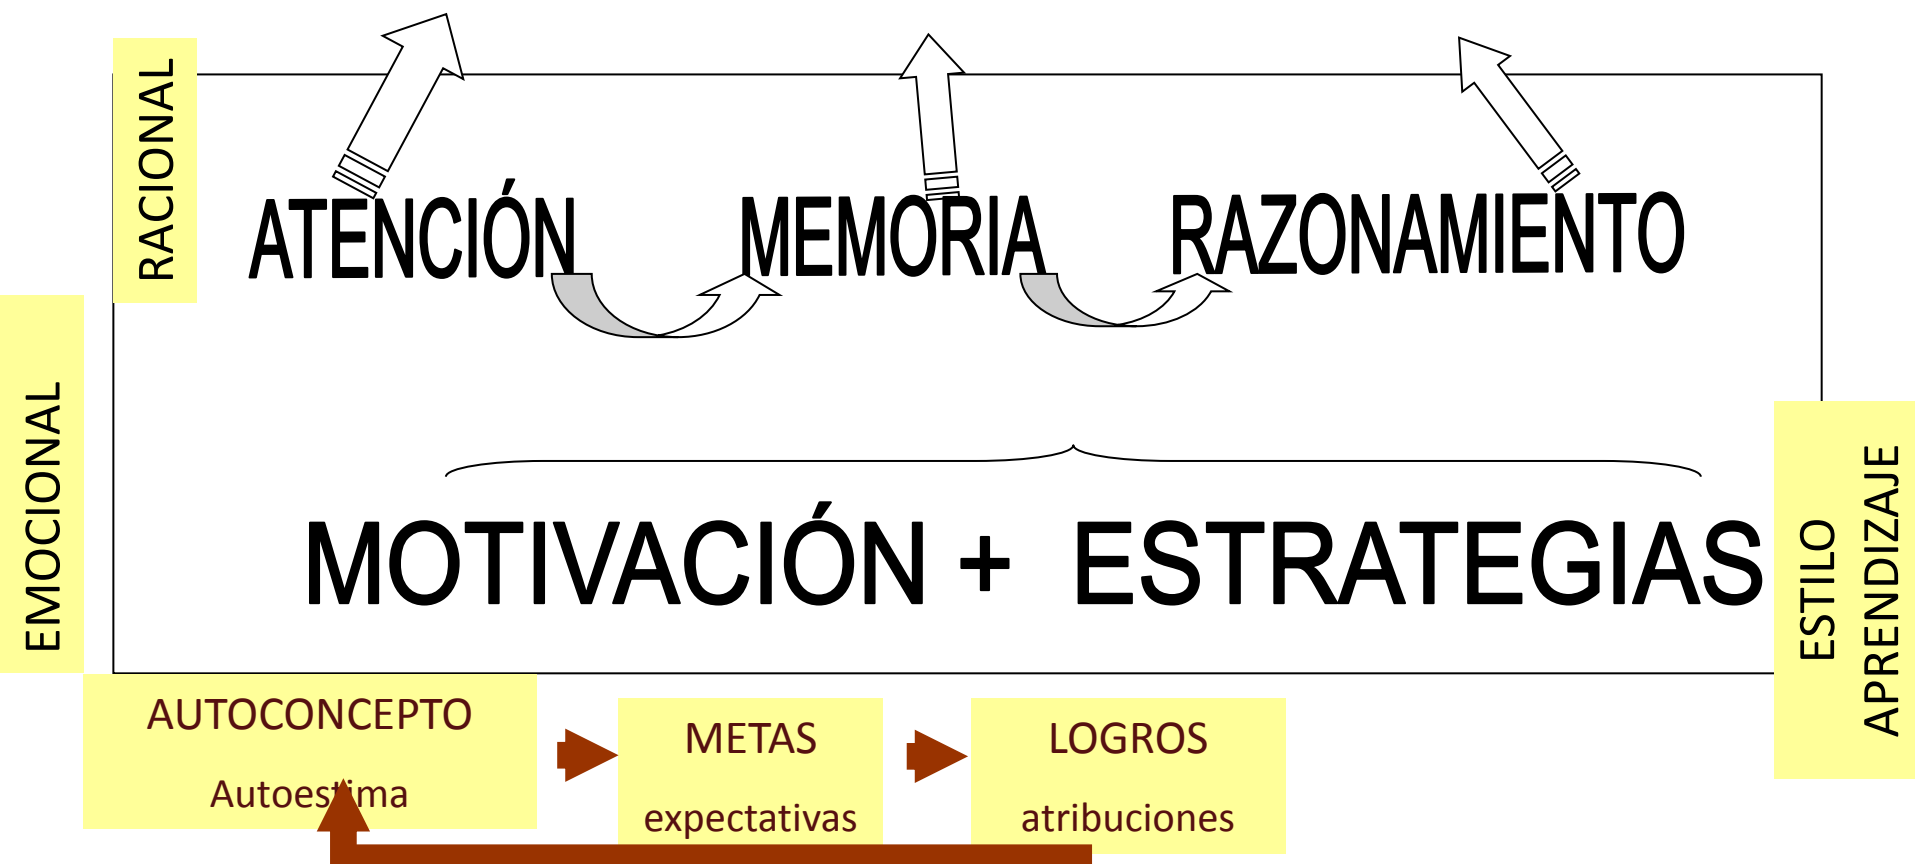 RACIONAL
ATENCIÓN MEMORIA RAZONAMIENTO
EMOCIONAL
MOTIVACIÓN + ESTRATEGIAS
ESTILO
APRENDIZAJE
AUTOCONCEPTO
Autoestima
METAS
expectativas
LOGROS
atribuciones